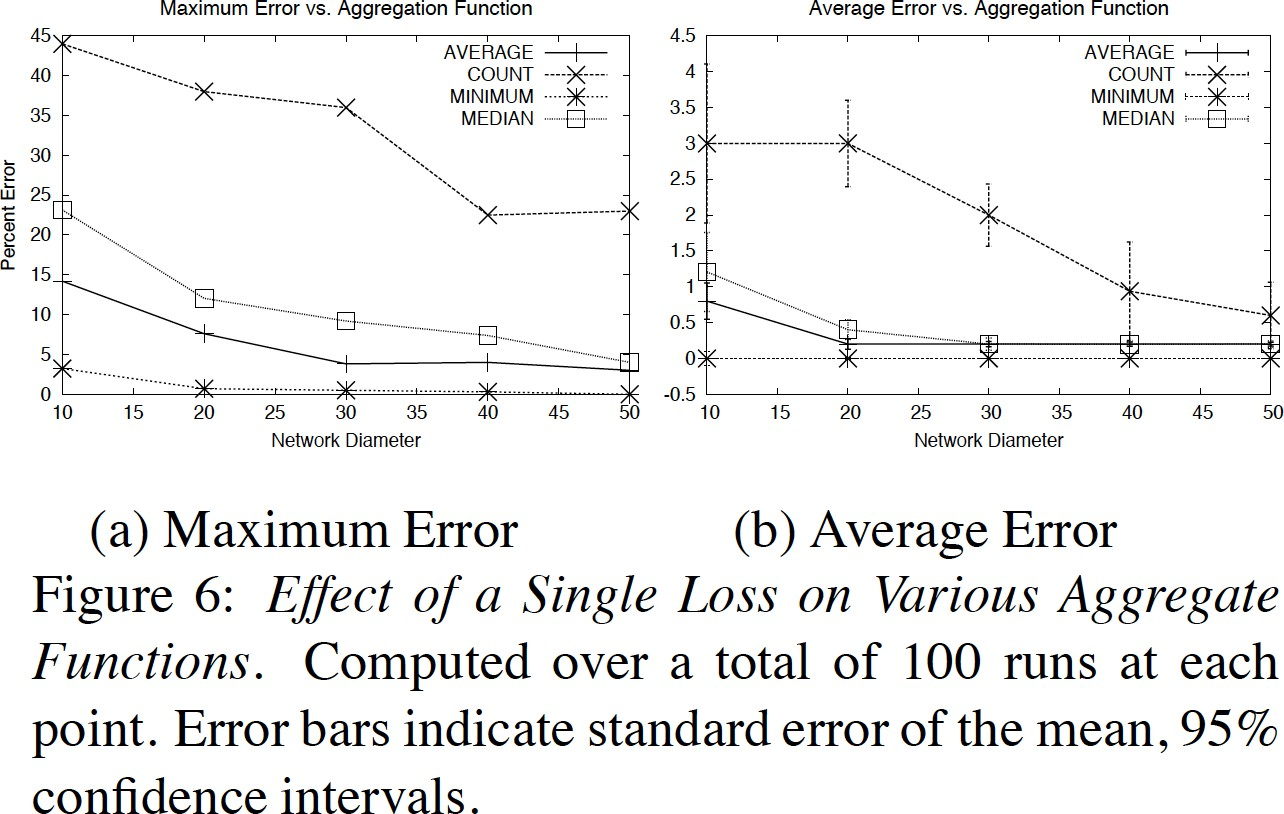 Maximum Error vs. Aggregation Function
45
40
35
30
25
20
15
10
5
0
Percent Error
AVERAGE
COUNT
MINIMUM
MEDIAN
10 15 20 25 30 35 40 45 50
Network Diameter
Average Error vs. Aggregation Function
4.5
4
3.5
3
2.5
2
1.5
1
0.5
0
-0.5
AVERAGE
COUNT
MINIMUM
MEDIAN
10 15 20 25 30 35 40 45 50
Network Diameter
(a) Maximum Error (b) Average Error
Figure 6: Effect of a Single Loss on Various Aggregate
Functions. Computed over a total of 100 runs at each
point. Error bars indicate standard error of the mean, 95%
confidence intervals.